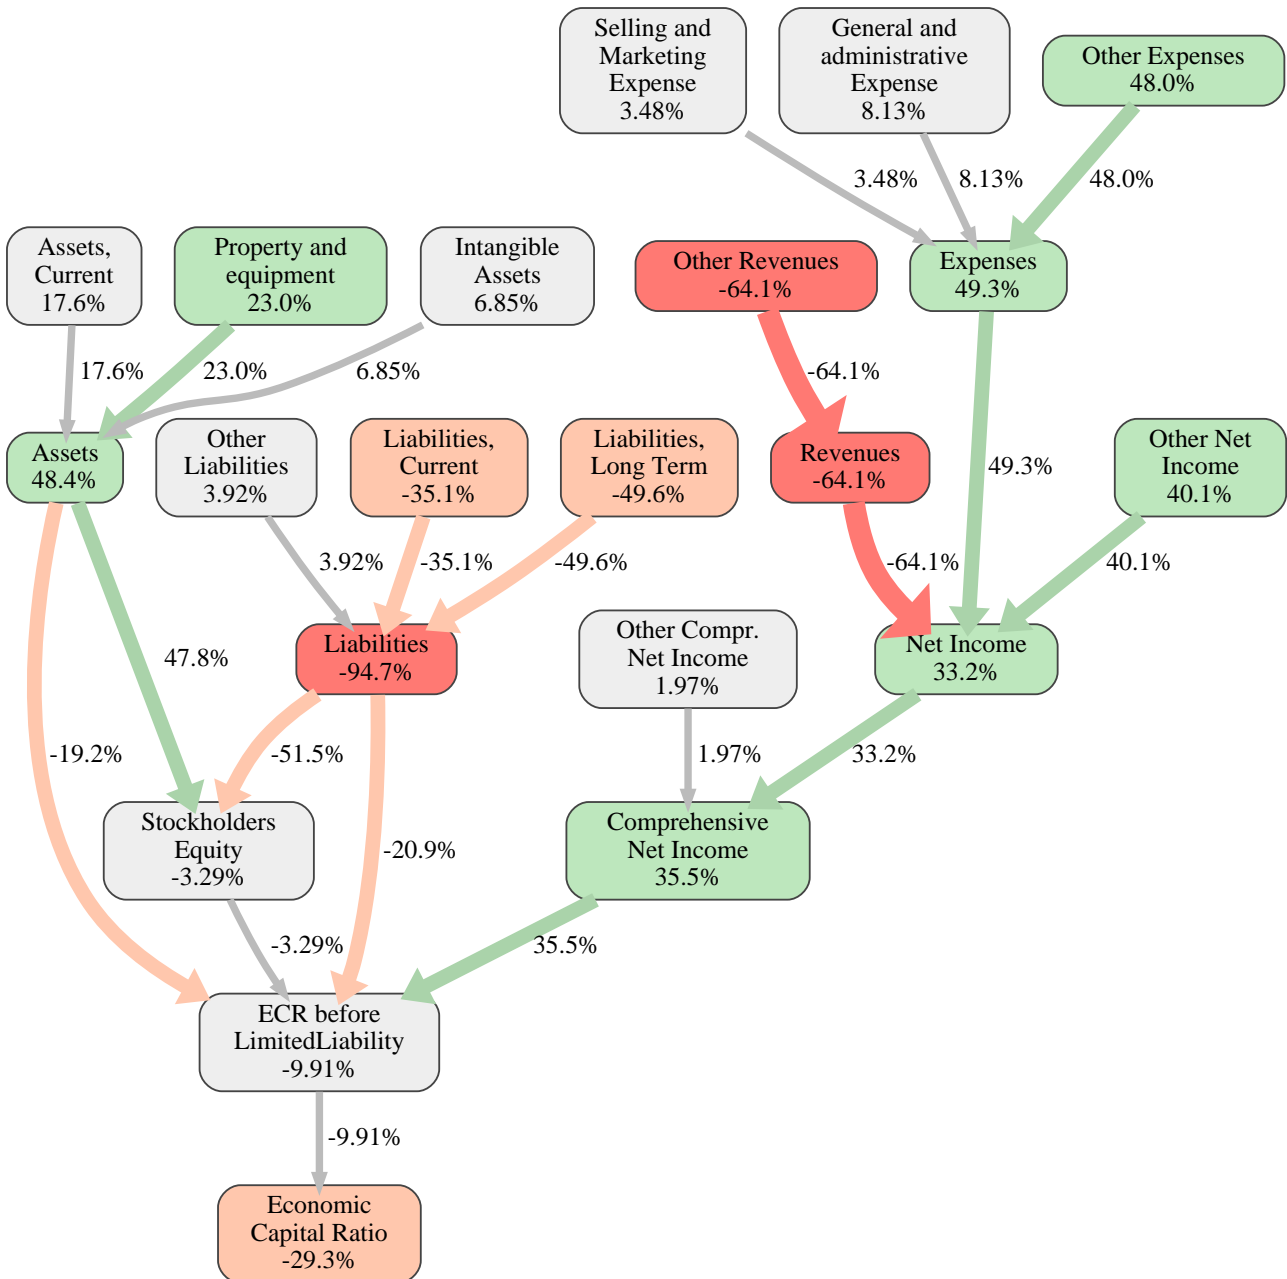 Selling and
Marketing
Expense
3.48%
General and
administrative
Expense
8.13%
Other Expenses
48.0%
3.48%
8.13%
48.0%
Assets,
Current
17.6%
Property and
equipment
23.0%
Intangible
Assets
6.85%
Other Revenues
-64.1%
Expenses
49.3%
17.6%
23.0%
6.85%
-64.1%
Assets
48.4%
Other
Liabilities
3.92%
Liabilities,
Current
-35.1%
Liabilities,
Long Term
-49.6%
Revenues
-64.1%
49.3%
Other Net
Income
40.1%
3.92%
-35.1%
-49.6%
-64.1%
40.1%
Liabilities
-94.7%
Other Compr.
Net Income
1.97%
Net Income
33.2%
47.8%
-19.2%
-51.5%
1.97%
33.2%
Stockholders
Equity
-3.29%
-20.9%
Comprehensive
Net Income
35.5%
-3.29%
35.5%
ECR before
LimitedLiability
-9.91%
-9.91%
Economic
Capital Ratio
-29.3%